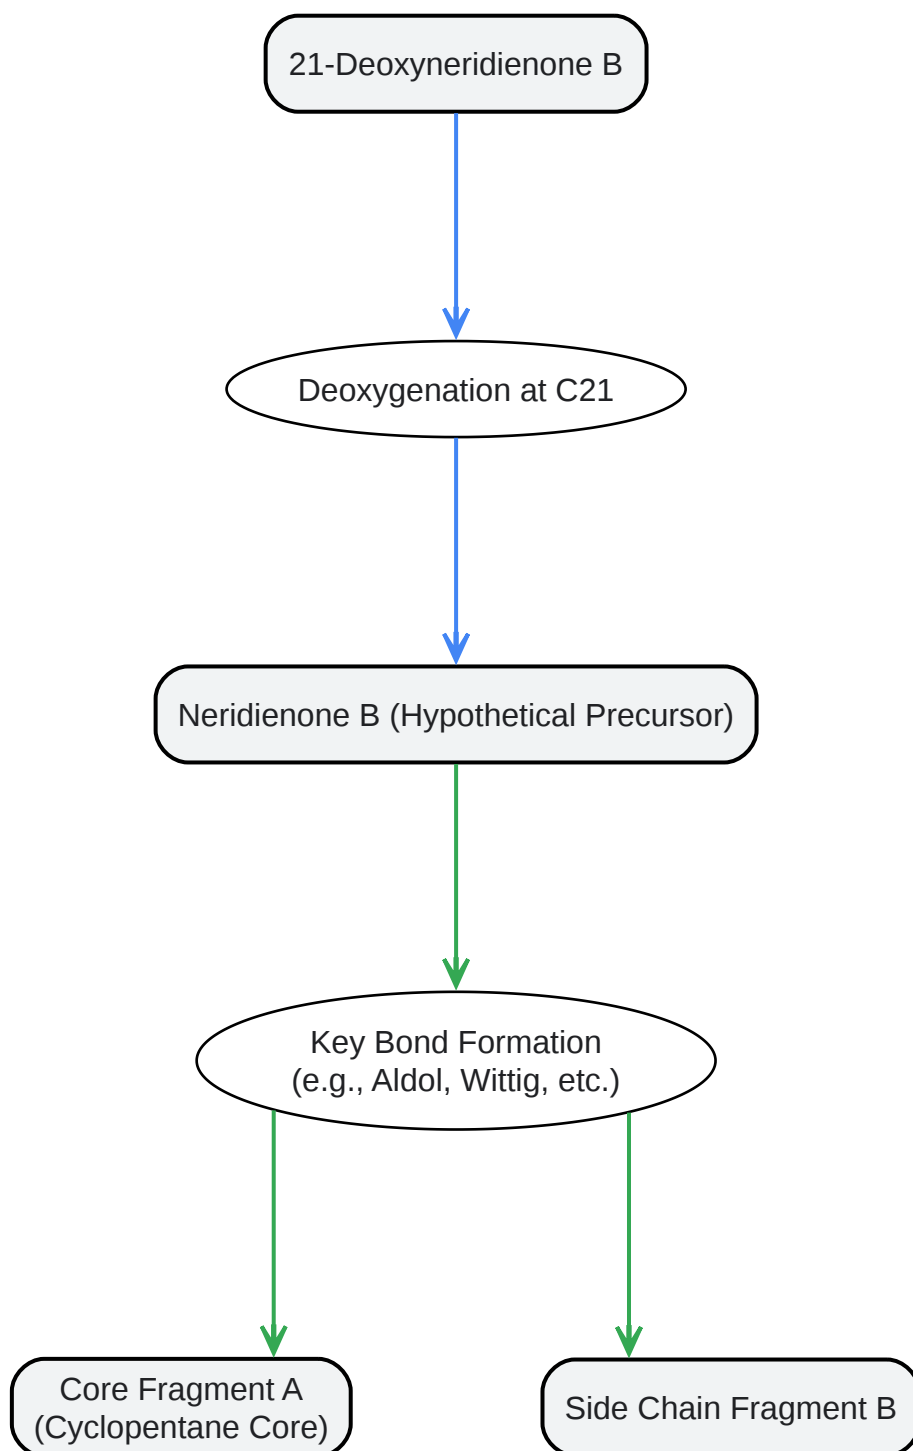 21-Deoxyneridienone B
Deoxygenation at C21
Neridienone B (Hypothetical Precursor)
Key Bond Formation
(e.g., Aldol, Wittig, etc.)
Core Fragment A
(Cyclopentane Core)
Side Chain Fragment B